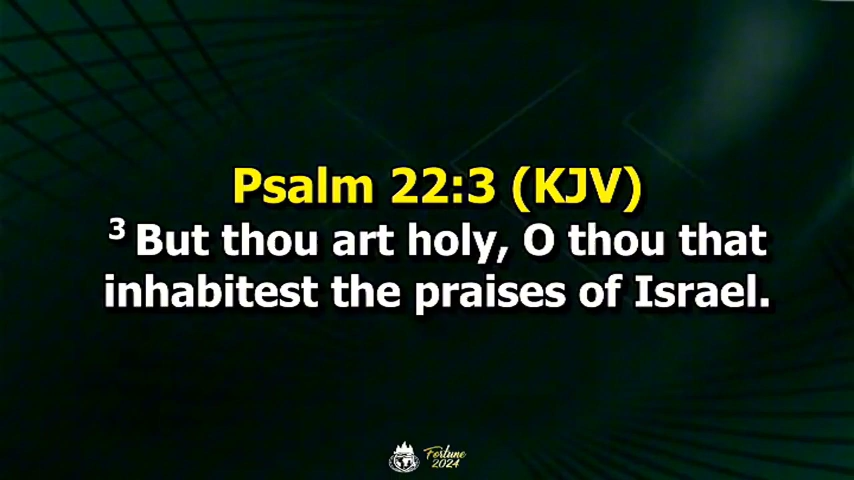 Psalm 22:3 (KJV)
3 But thou art holy, O thou that
inhabitest the praises of Israel.
Fortune
2024